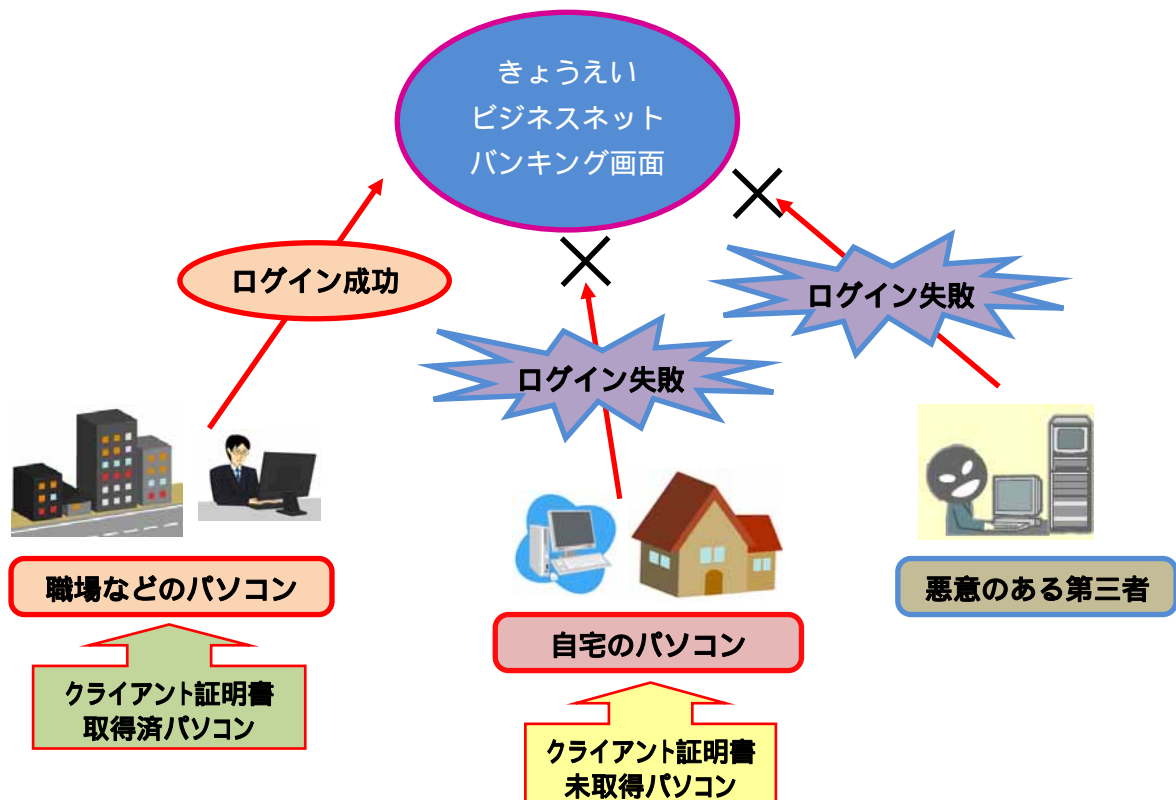 きょうえい
ビジネスネット
バンキング画面
ログイン成功
ログイン失敗
ログイン失敗
職場などのパソコン
悪意のある第三者
自宅のパソコン
クライアント証明書
取得済パソコン
クライアント証明書
未取得パソコン